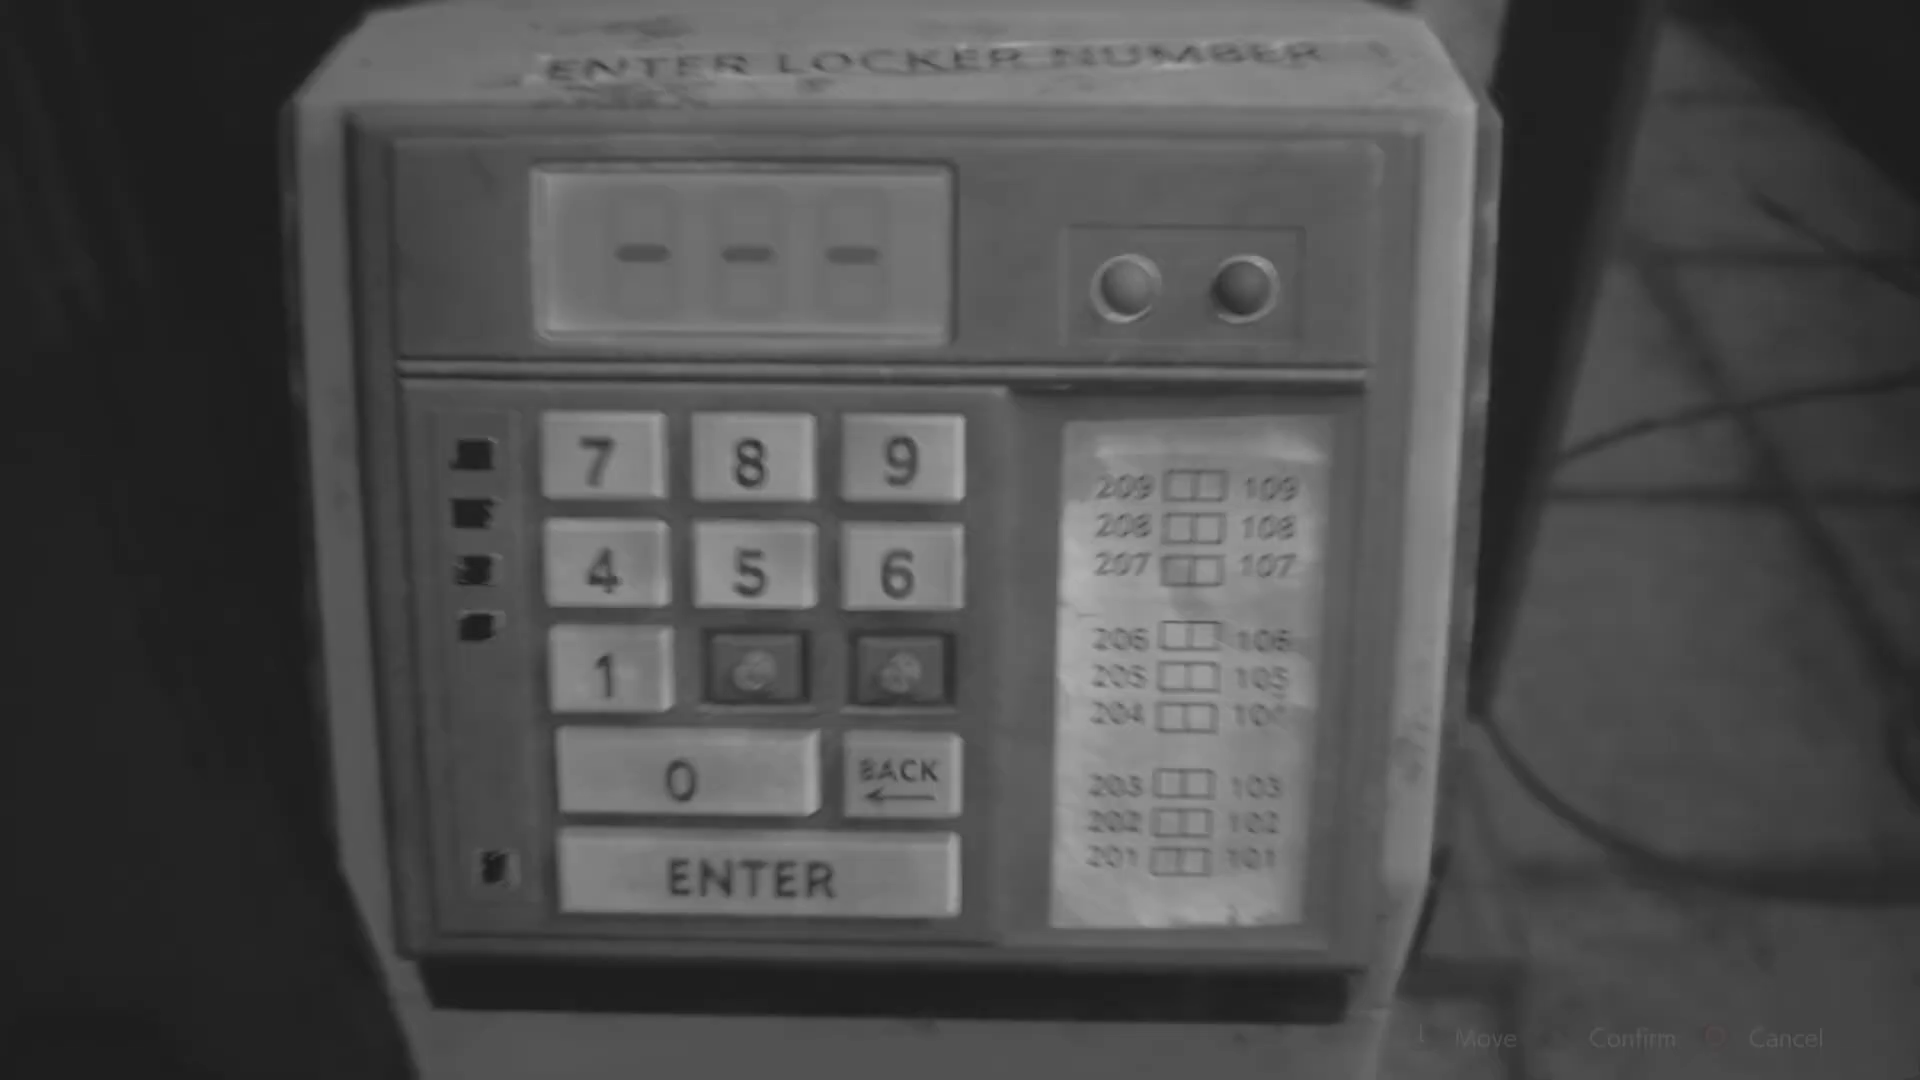 ENTER LOCKER NUMBER
7 8 9
4 5 6
1
0 BACK
ENTER
209 109
208 108
207 107
206 106
205 105
204
203 103
202 102
201 101
Move Confirm Cancel